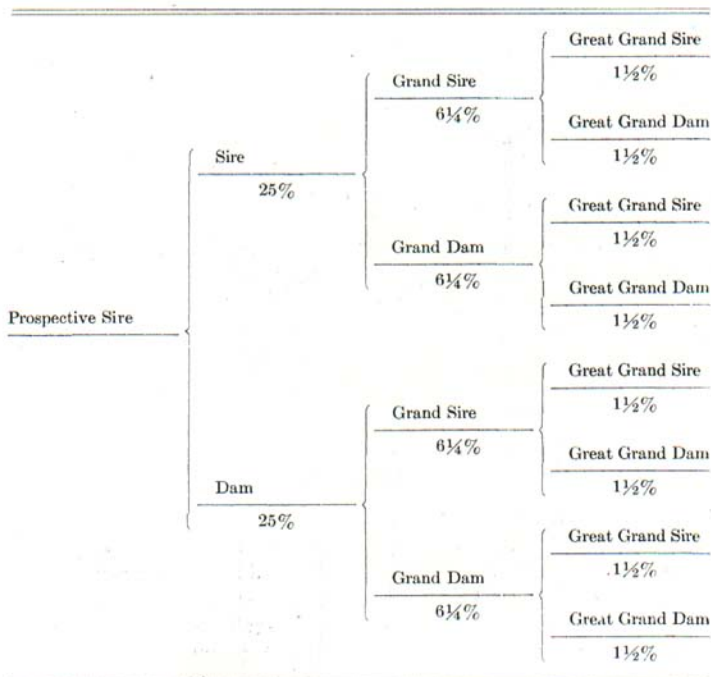 Great Grand Sire
1½%
Grand Sire
6¼%
Great Grand Dam
1½%
Sire
25%
Great Grand Sire
1½%
Grand Dam
6¼%
Great Grand Dam
1½%
Prospective Sire
Great Grand Sire
1½%
Grand Sire
6¼%
Great Grand Dam
1½%
Dam
25%
Great Grand Sire
1½%
Grand Dam
6¼%
Great Grand Dam
1½%